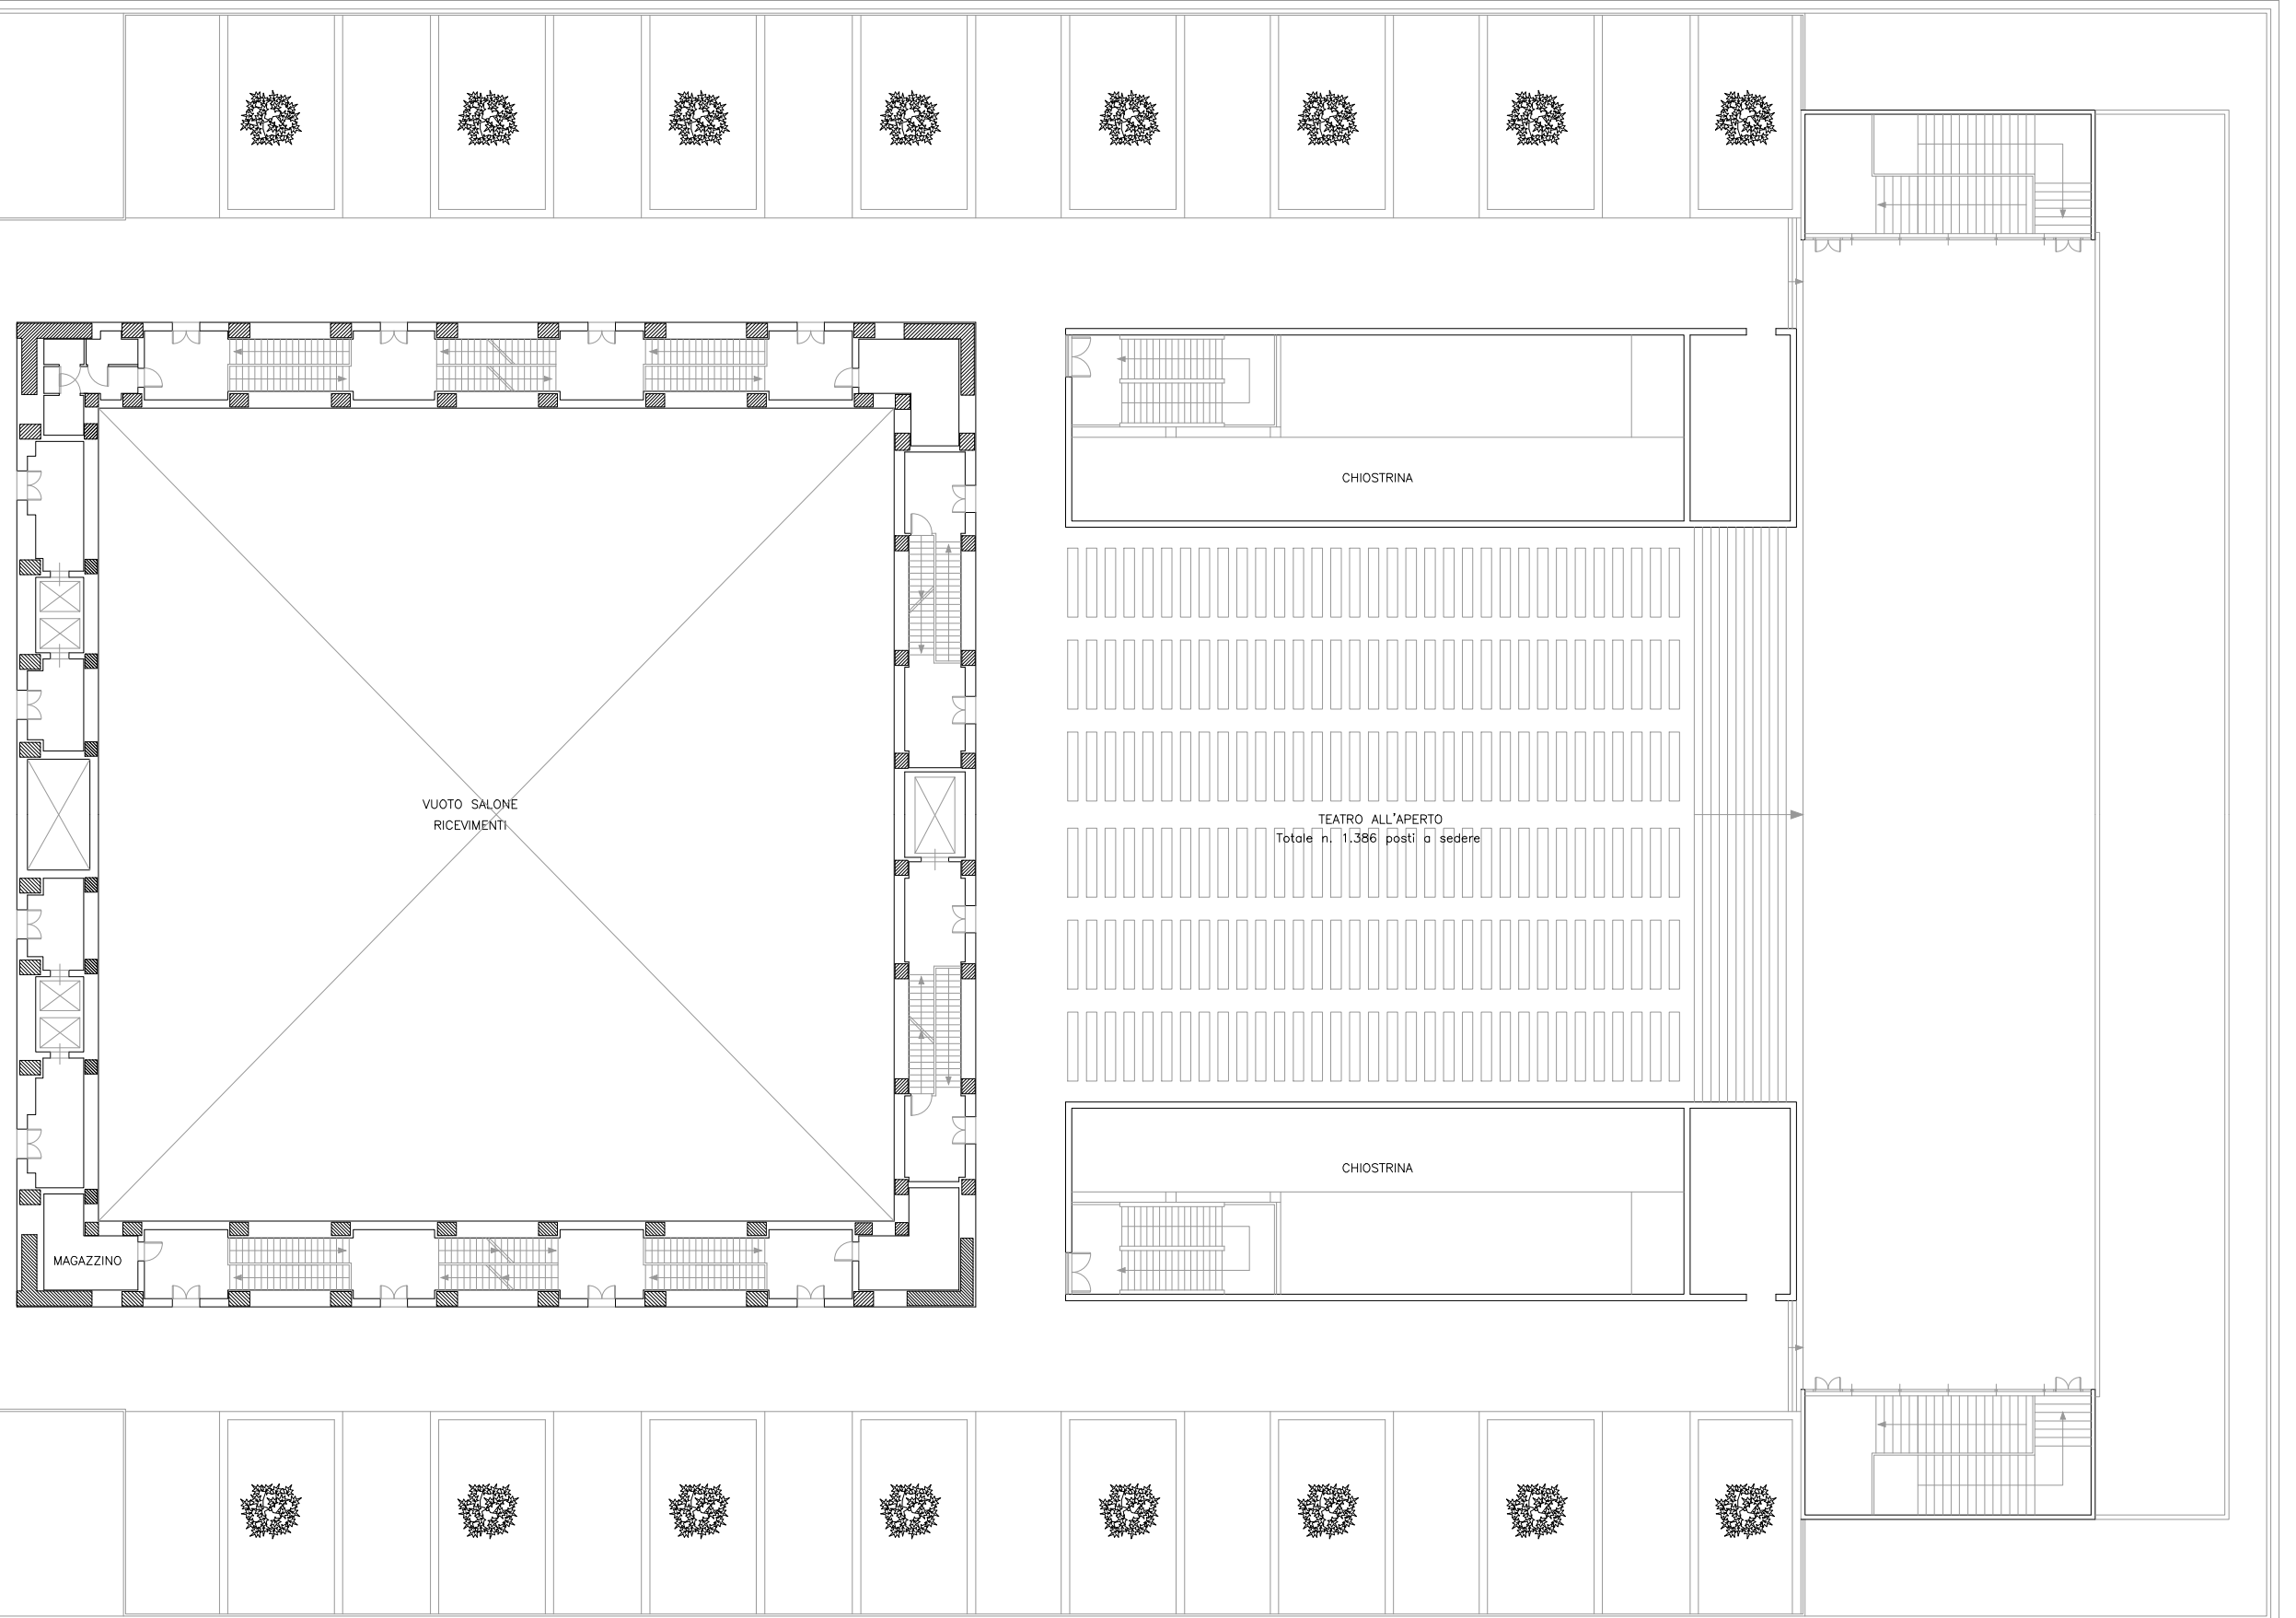 CHIOSTRINA
VUOTO SALONE
RICEVIMENTI
TEATRO ALL'APERTO
Totale n. 1.386 posti a sedere
CHIOSTRINA
MAGAZZINO